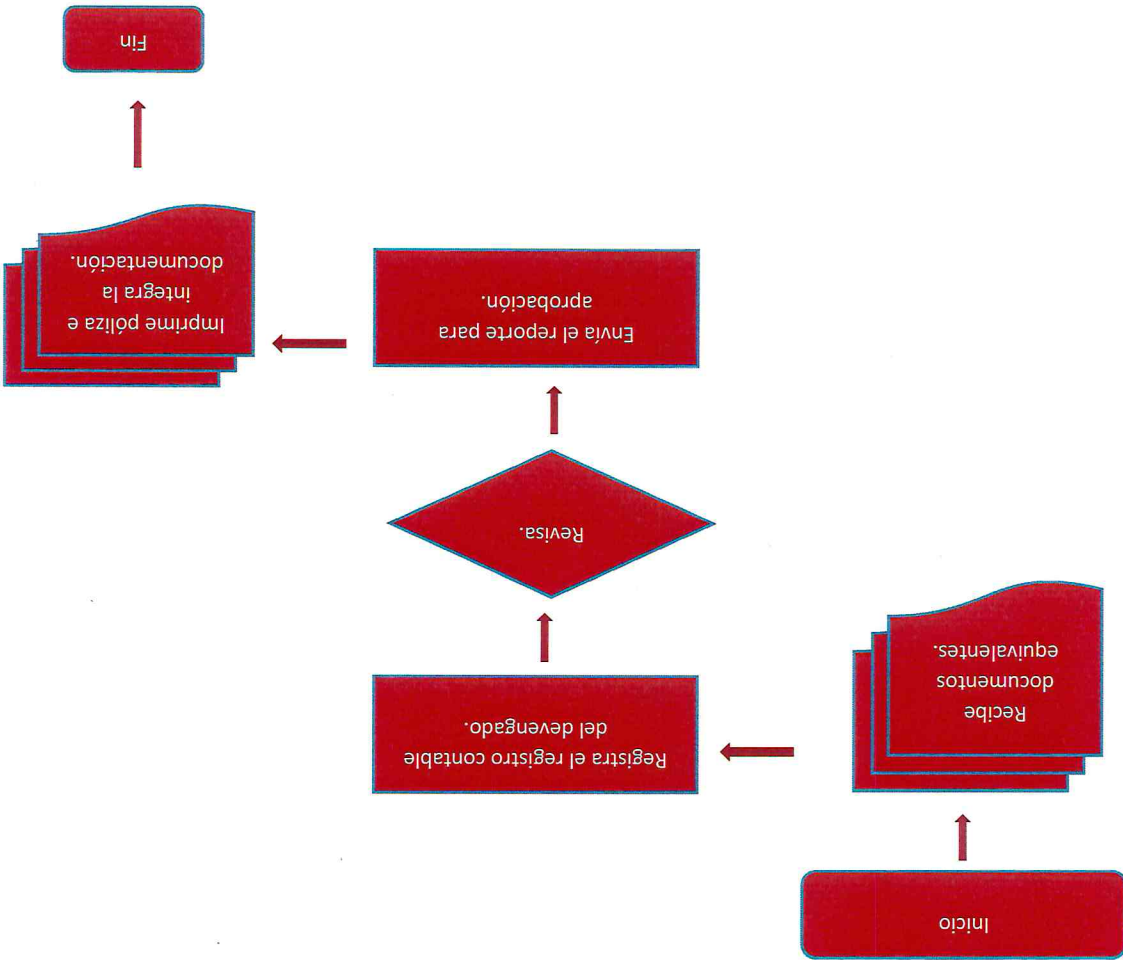 Inicio
Recibe
documentos
equivalentes.
Registra el registro contable
del devengado.
Revisa.
Envía el reporte para
aprobación.
Imprime póliza e
integra la
documentación.
Fin